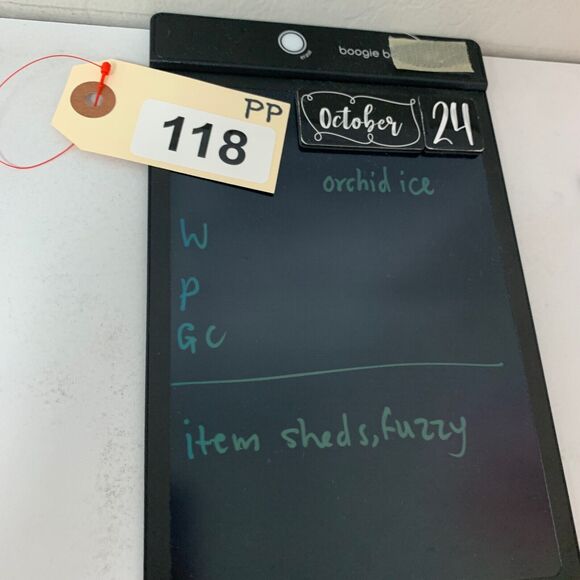 boogie b
PP
118
October 24
orchid ice
W
P
GC
item sheds, fuzzy